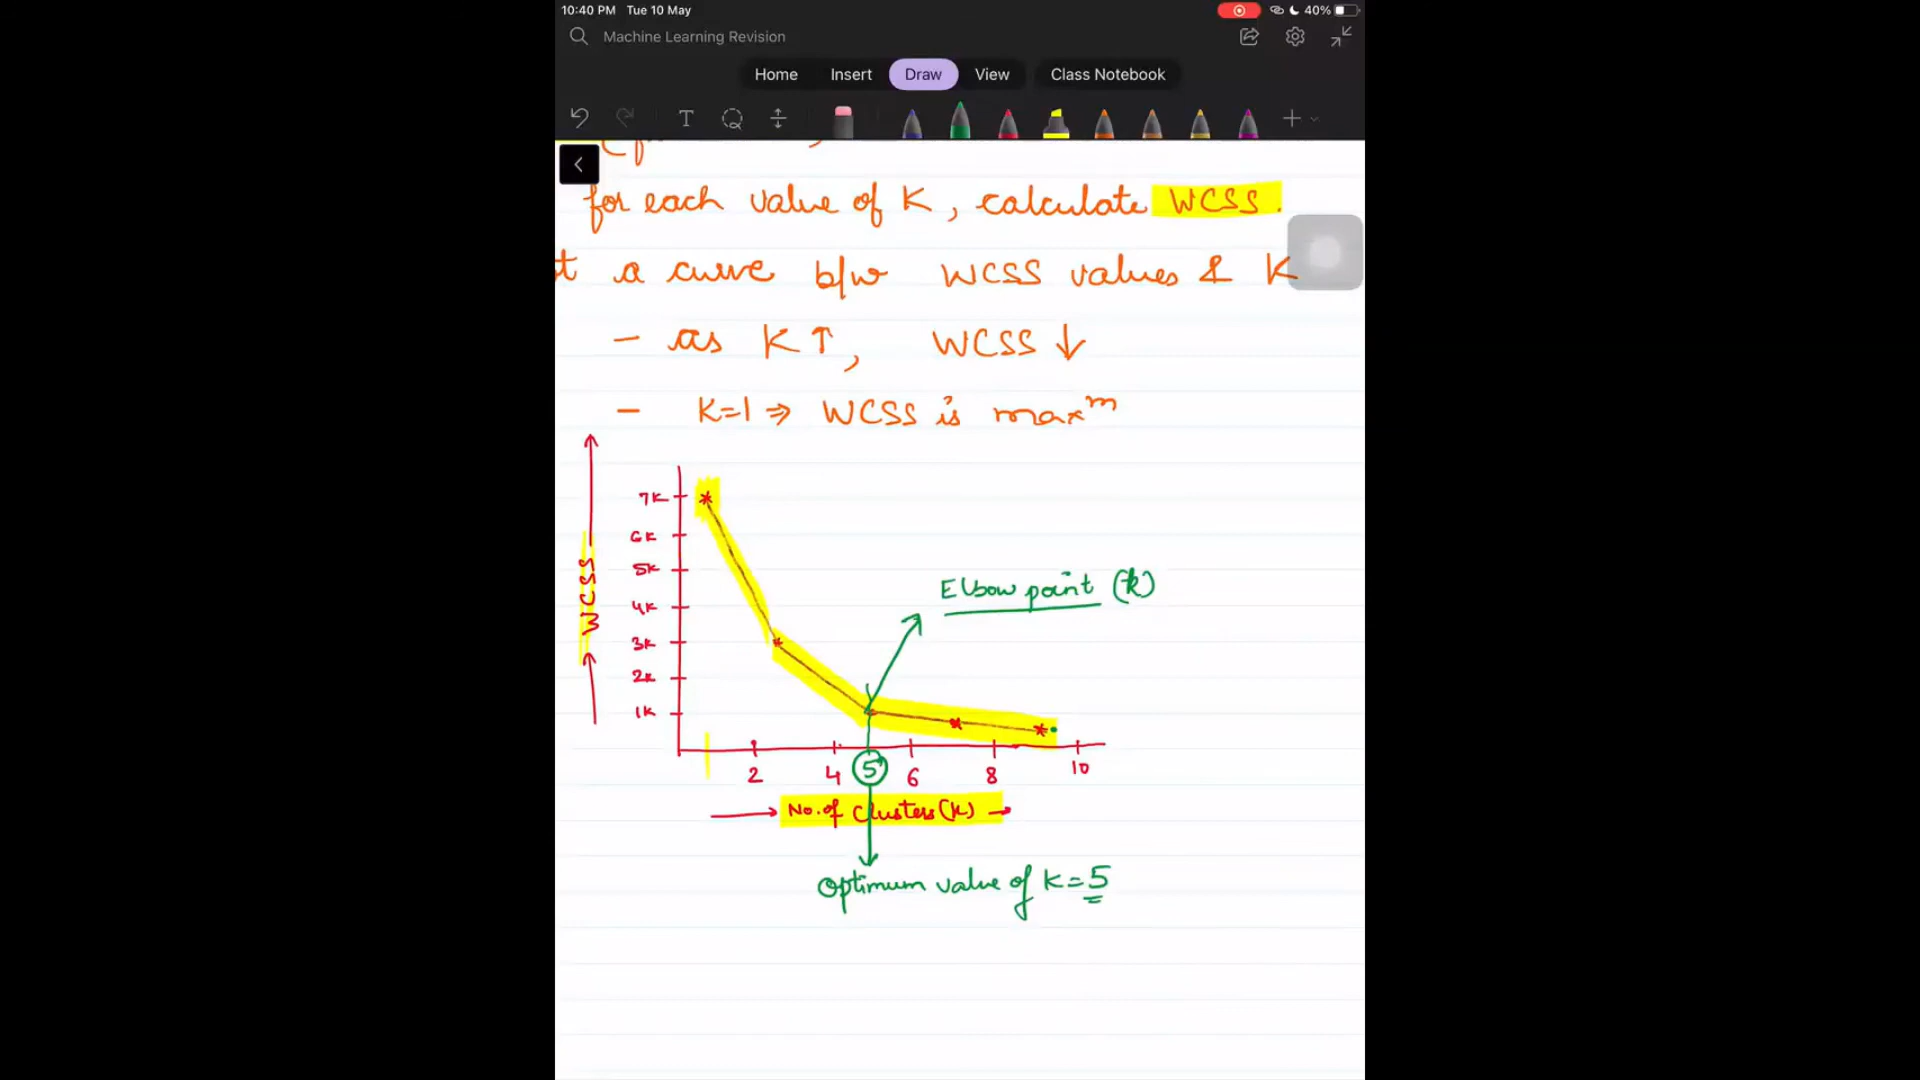 10:40 PM Tue 10 May
40%
Machine Learning Revision
Home Insert Draw View Class Notebook
for each value of K, calculate WCSS.
t a curve b/w WCSS values & K
- as K↑, WCSS ↓
- K=1 ⇒ WCSS is maxᵐ
WCSS
7K
6K
5K
4K
3K
2K
1K
Elbow point (k)
2 4 5 6 8 10
No. of Clusters (k)
Optimum value of K = 5